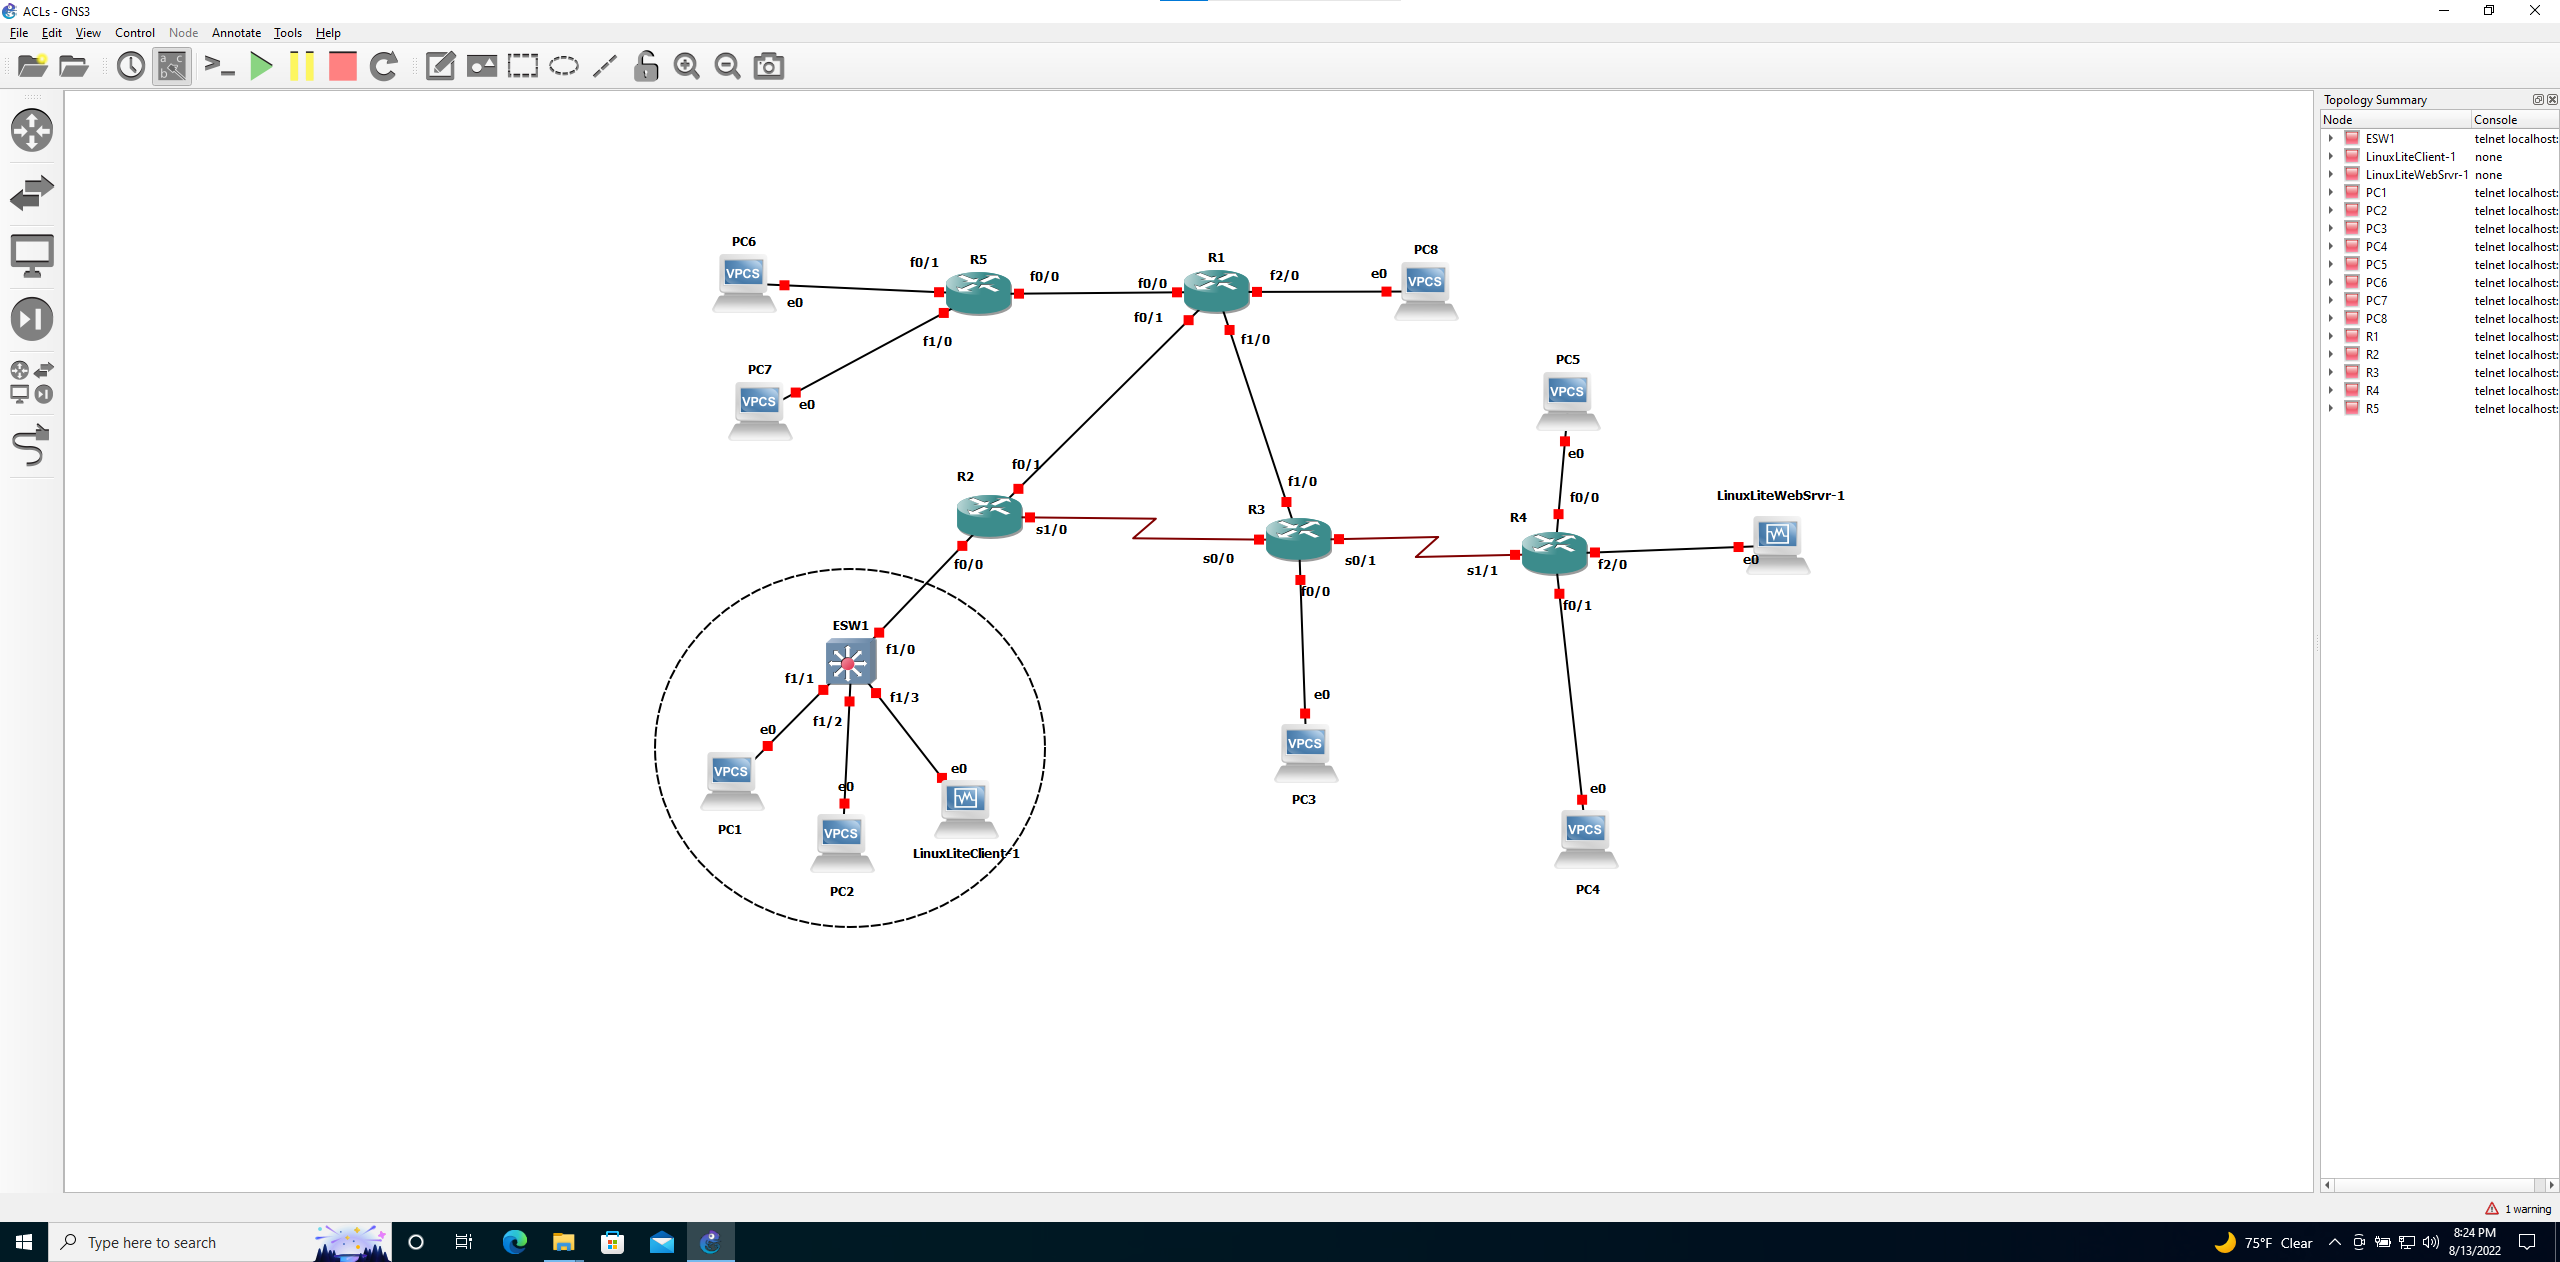 ACLs - GNS3
File Edit View Control Node Annotate Tools Help
Topology Summary
Node Console
ESW1 telnet localhost:
LinuxLiteClient-1 none
LinuxLiteWebSrvr-1 none
PC1 telnet localhost:
PC2 telnet localhost:
PC3 telnet localhost:
PC4 telnet localhost:
PC5 telnet localhost:
PC6 telnet localhost:
PC7 telnet localhost:
PC8 telnet localhost:
R1 telnet localhost:
R2 telnet localhost:
R3 telnet localhost:
R4 telnet localhost:
R5 telnet localhost:
PC6
VPCS
e0
f0/1
R5
f0/0
f1/0
f0/0
R1
f2/0
f0/1
f1/0
e0
PC8
VPCS
PC7
VPCS
e0
PC5
VPCS
e0
f0/0
R2
f0/1
s1/0
f0/0
f1/0
R3
s0/0
s0/1
f0/0
R4
s1/1
f2/0
f0/1
LinuxLiteWebSrvr-1
e0
ESW1
f1/0
f1/1
f1/2
f1/3
e0
VPCS
PC1
e0
VPCS
PC2
e0
LinuxLiteClient-1
e0
VPCS
PC3
e0
VPCS
PC4
1 warning
Type here to search
75°F Clear
8:24 PM
8/13/2022